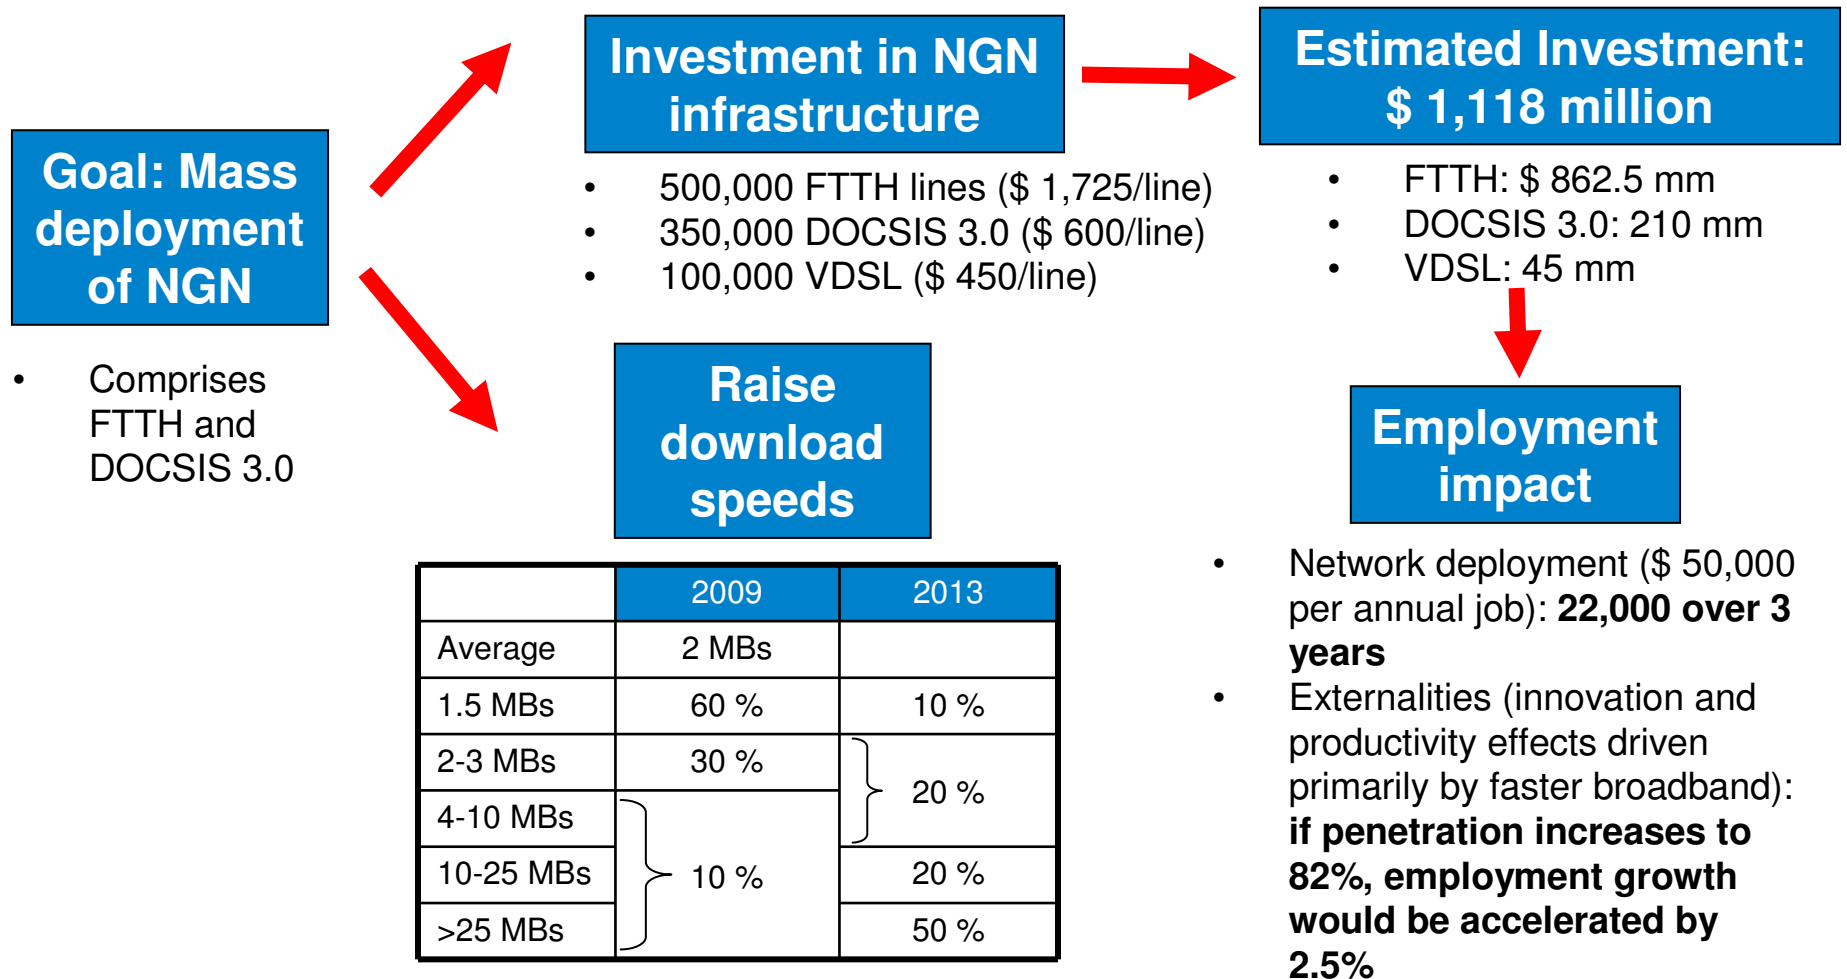 Goal: Mass
deployment
of NGN
• Comprises
FTTH and
DOCSIS 3.0
Investment in NGN
infrastructure
• 500,000 FTTH lines ($ 1,725/line)
• 350,000 DOCSIS 3.0 ($ 600/line)
• 100,000 VDSL ($ 450/line)
Estimated Investment:
$ 1,118 million
• FTTH: $ 862.5 mm
• DOCSIS 3.0: 210 mm
• VDSL: 45 mm
Raise
download
speeds
2009 2013
Average 2 MBs
1.5 MBs 60 % 10 %
2-3 MBs 30 %
20 %
4-10 MBs
10-25 MBs 10 % 20 %
>25 MBs 50 %
Employment
impact
• Network deployment ($ 50,000
per annual job): 22,000 over 3
years
• Externalities (innovation and
productivity effects driven
primarily by faster broadband):
if penetration increases to
82%, employment growth
would be accelerated by
2.5%